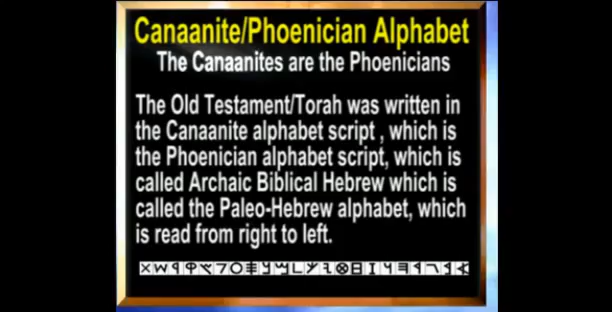 Canaanite/Phoenician Alphabet
The Canaanites are the Phoenicians
The Old Testament/Torah was written in
the Canaanite alphabet script , which is
the Phoenician alphabet script, which is
called Archaic Biblical Hebrew which is
called the Paleo-Hebrew alphabet, which
is read from right to left.
𐤀𐤁𐤂𐤃𐤄𐤅𐤆𐤇𐤈𐤉𐤊𐤋𐤌𐤍𐤎𐤏𐤐𐤑𐤒𐤓𐤔𐤕